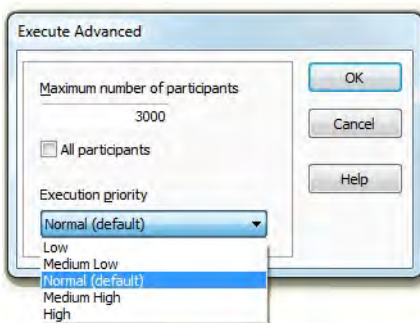 Execute Advanced
Maximum number of participants
3000
All participants
Execution priority
Normal (default)
Low
Medium Low
Normal (default)
Medium High
High
OK
Cancel
Help